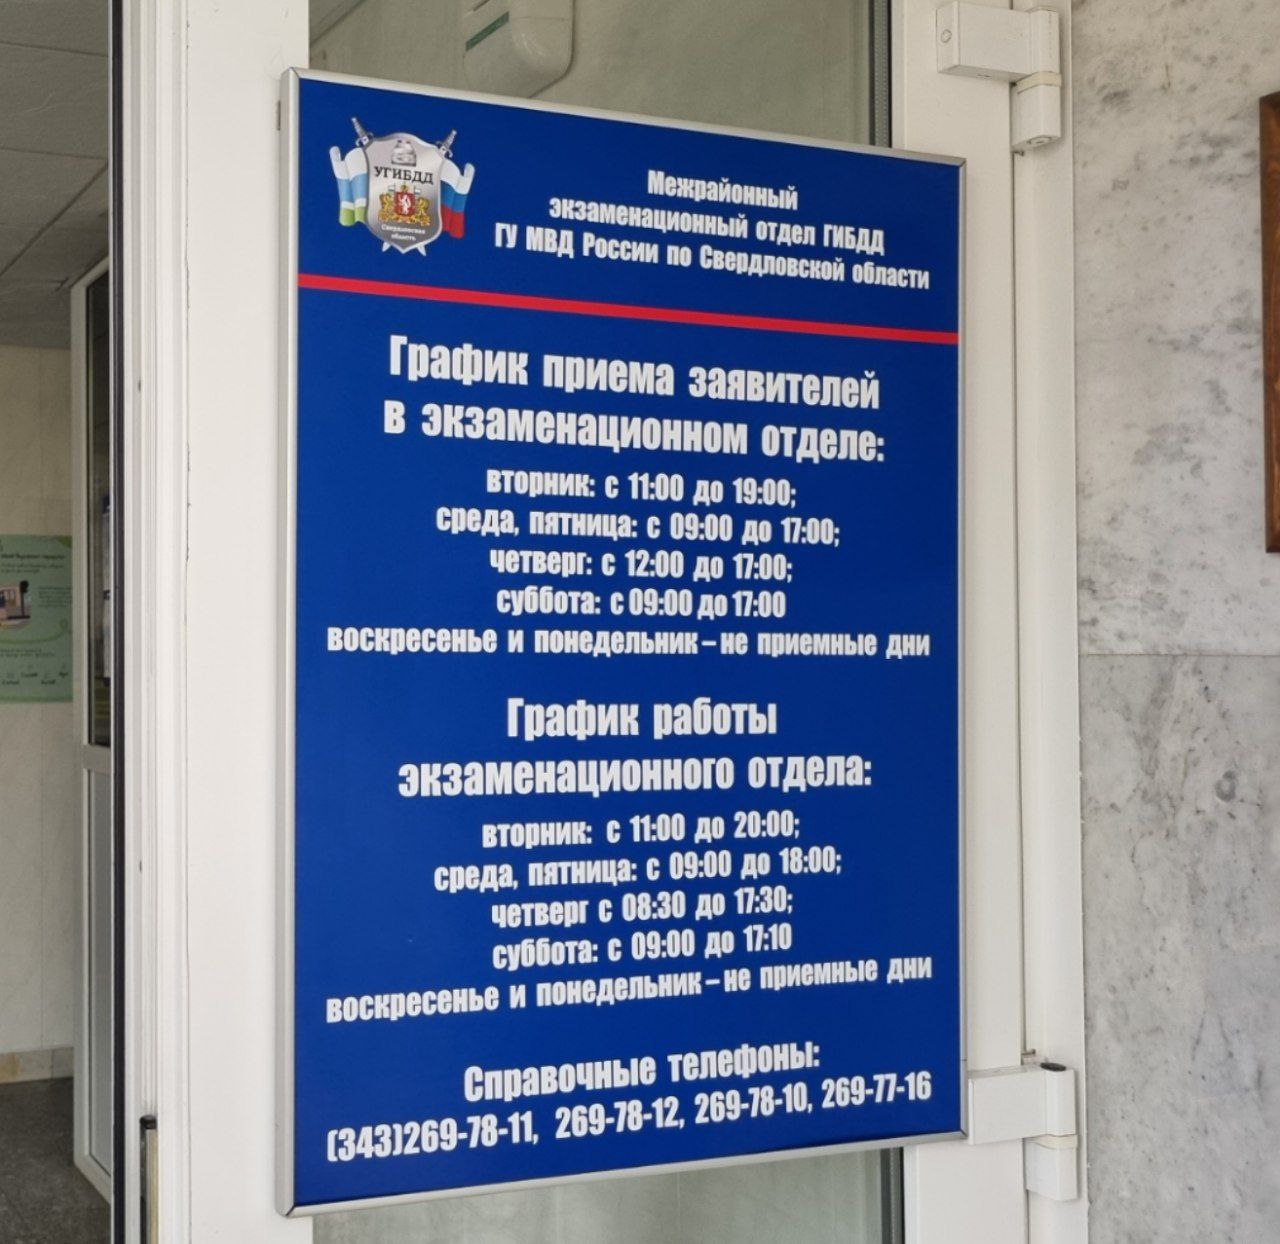 УГИБДД
Свердловская
область
Межрайонный
экзаменационный отдел ГИБДД
ГУ МВД России по Свердловской области
График приема заявителей
в экзаменационном отделе:
вторник: с 11:00 до 19:00;
среда, пятница: с 09:00 до 17:00;
четверг: с 12:00 до 17:00;
суббота: с 09:00 до 17:00
воскресенье и понедельник – не приемные дни
График работы
экзаменационного отдела:
вторник: с 11:00 до 20:00;
среда, пятница: с 09:00 до 18:00;
четверг с 08:30 до 17:30;
суббота: с 09:00 до 17:10
воскресенье и понедельник – не приемные дни
Справочные телефоны:
(343)269-78-11, 269-78-12, 269-78-10, 269-77-16